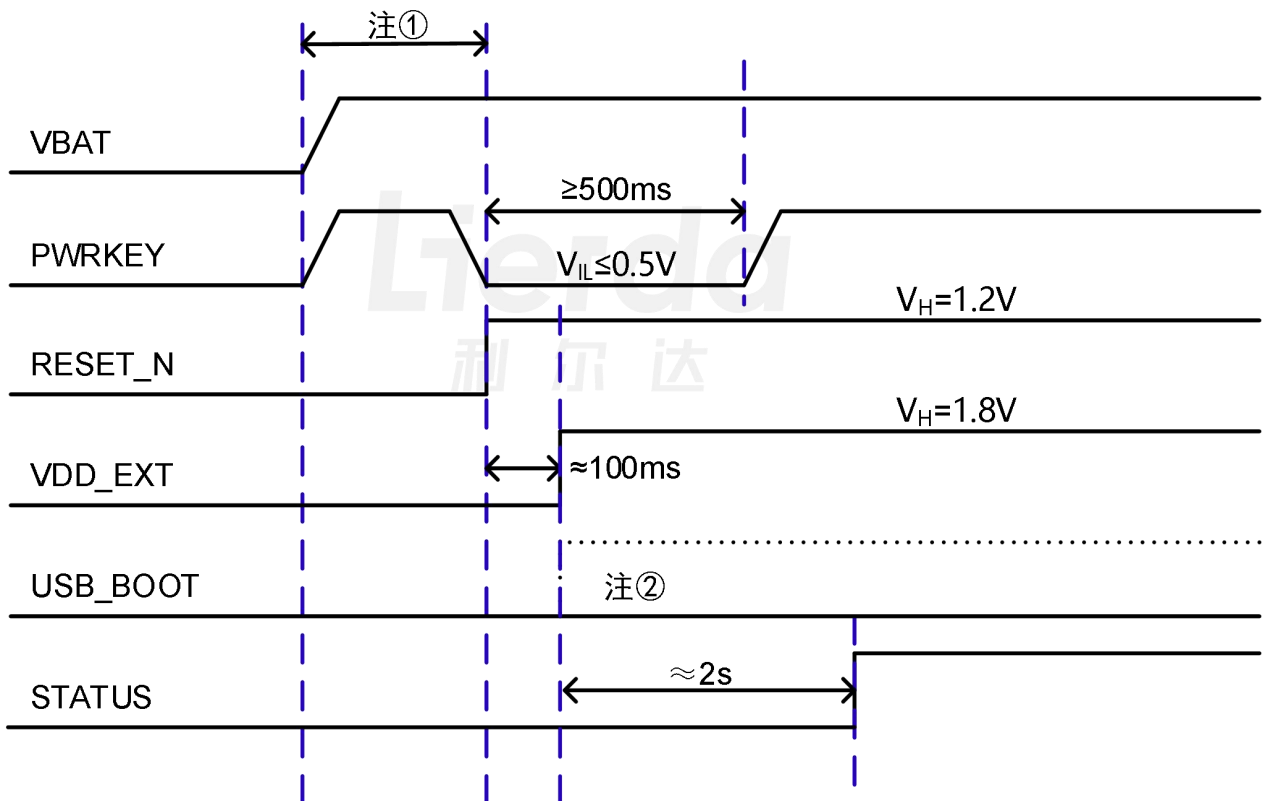 注①
VBAT
≥500ms
PWRKEY
VIL≤0.5V
Lierda
利尔达
VH=1.2V
RESET_N
VH=1.8V
VDD_EXT
≈100ms
USB_BOOT
注②
≈2s
STATUS